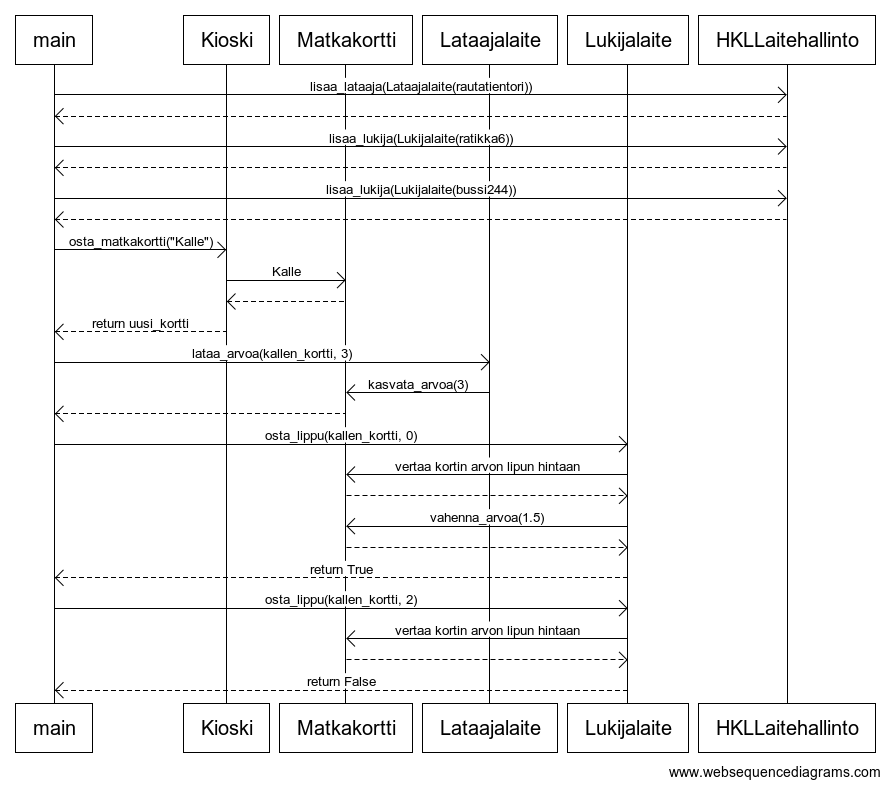 main Kioski Matkakortti Lataajalaite Lukijalaite HKLLaitehallinto
lisaa_lataaja(Lataajalaite(rautatientori))
lisaa_lukija(Lukijalaite(ratikka6))
lisaa_lukija(Lukijalaite(bussi244))
osta_matkakortti("Kalle")
Kalle
return uusi_kortti
lataa_arvoa(kallen_kortti, 3)
kasvata_arvoa(3)
osta_lippu(kallen_kortti, 0)
vertaa kortin arvon lipun hintaan
vahenna_arvoa(1.5)
return True
osta_lippu(kallen_kortti, 2)
vertaa kortin arvon lipun hintaan
return False
main Kioski Matkakortti Lataajalaite Lukijalaite HKLLaitehallinto
www.websequencediagrams.com